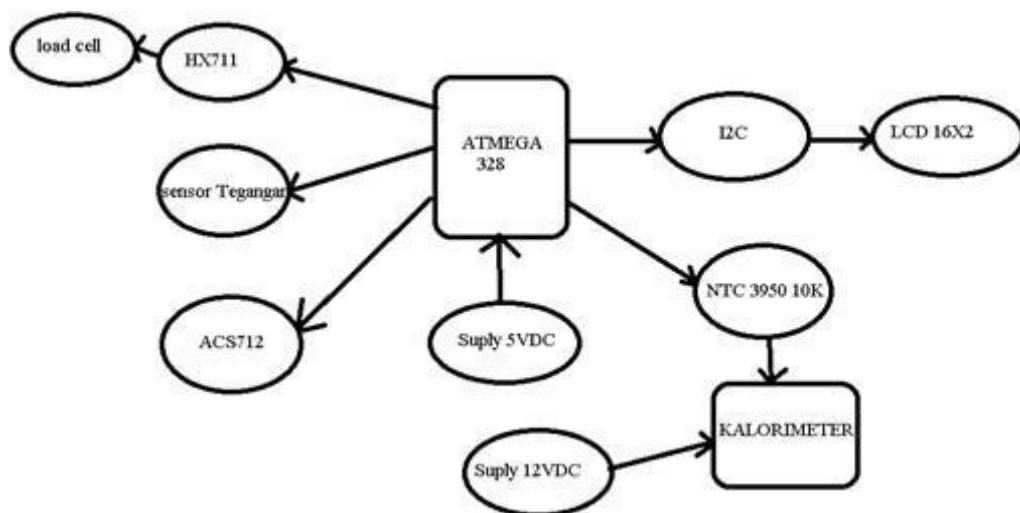 load cell
HX711
ATMEGA
328
I2C
LCD 16X2
sensor Tegangan
NTC 3950 10K
ACS712
Suply 5VDC
KALORIMETER
Suply 12VDC